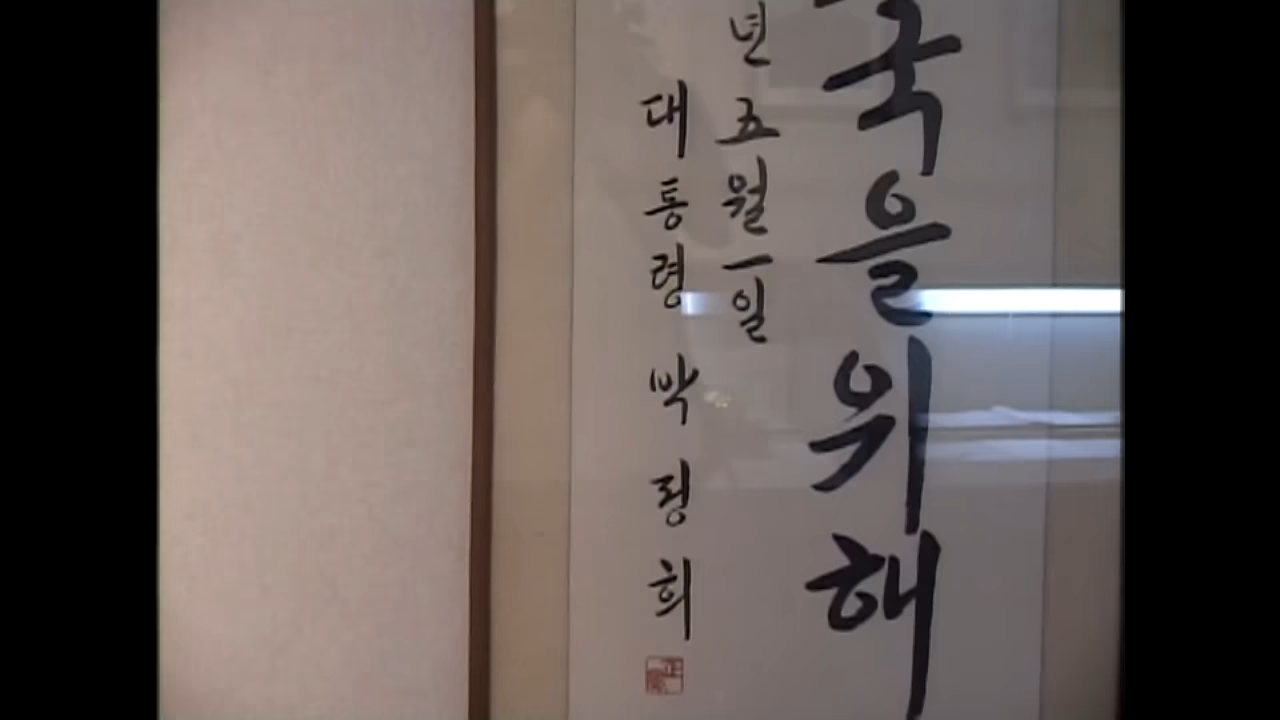 국을위해
년 五월一일
대통령 박정희